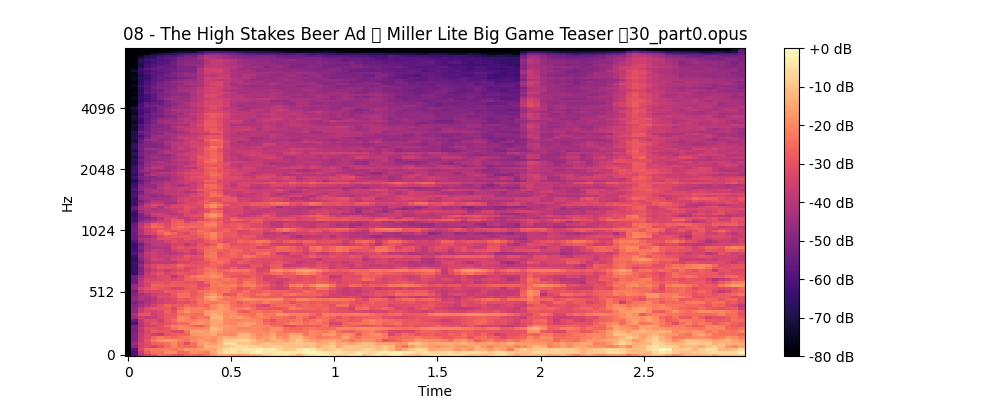 08 - The High Stakes Beer Ad  Miller Lite Big Game Teaser 30_part0.opus
+0 dB
-10 dB
-20 dB
-30 dB
-40 dB
-50 dB
-60 dB
-70 dB
-80 dB
4096
2048
1024
512
0
Hz
0
0.5
1
1.5
2
2.5
Time